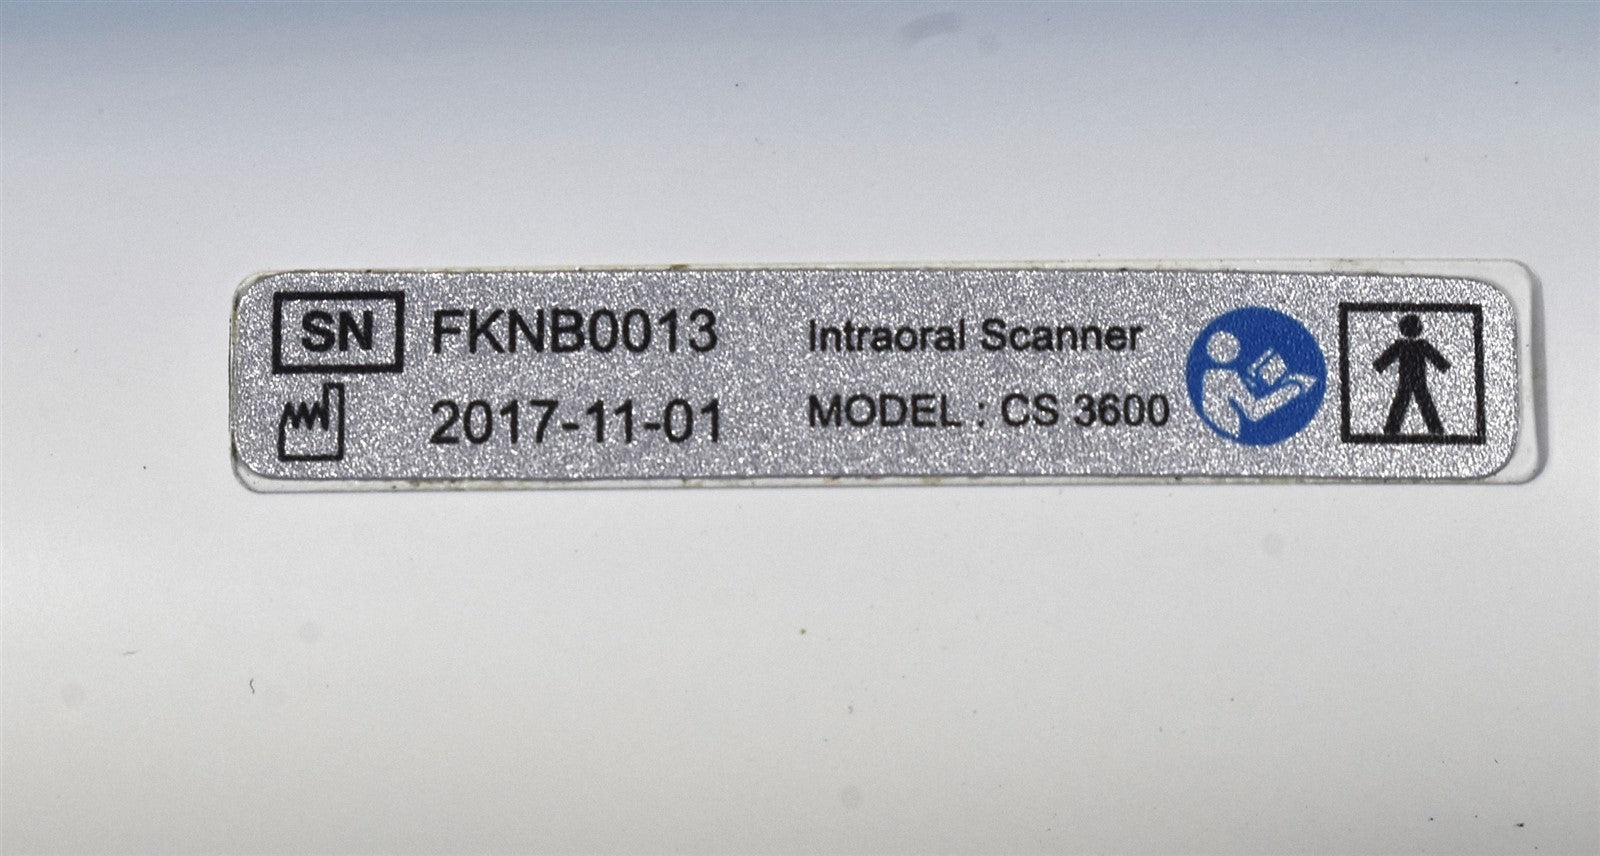 SN FKNB0013
2017-11-01
Intraoral Scanner
MODEL : CS 3600